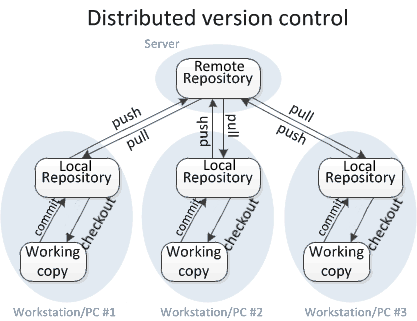 Distributed version control
Server
Remote
Repository
push
pull
push
pull
pull
push
Local
Repository
Local
Repository
Local
Repository
commit
checkout
commit
checkout
commit
checkout
Working
copy
Working
copy
Working
copy
Workstation/PC #1
Workstation/PC #2
Workstation/PC #3